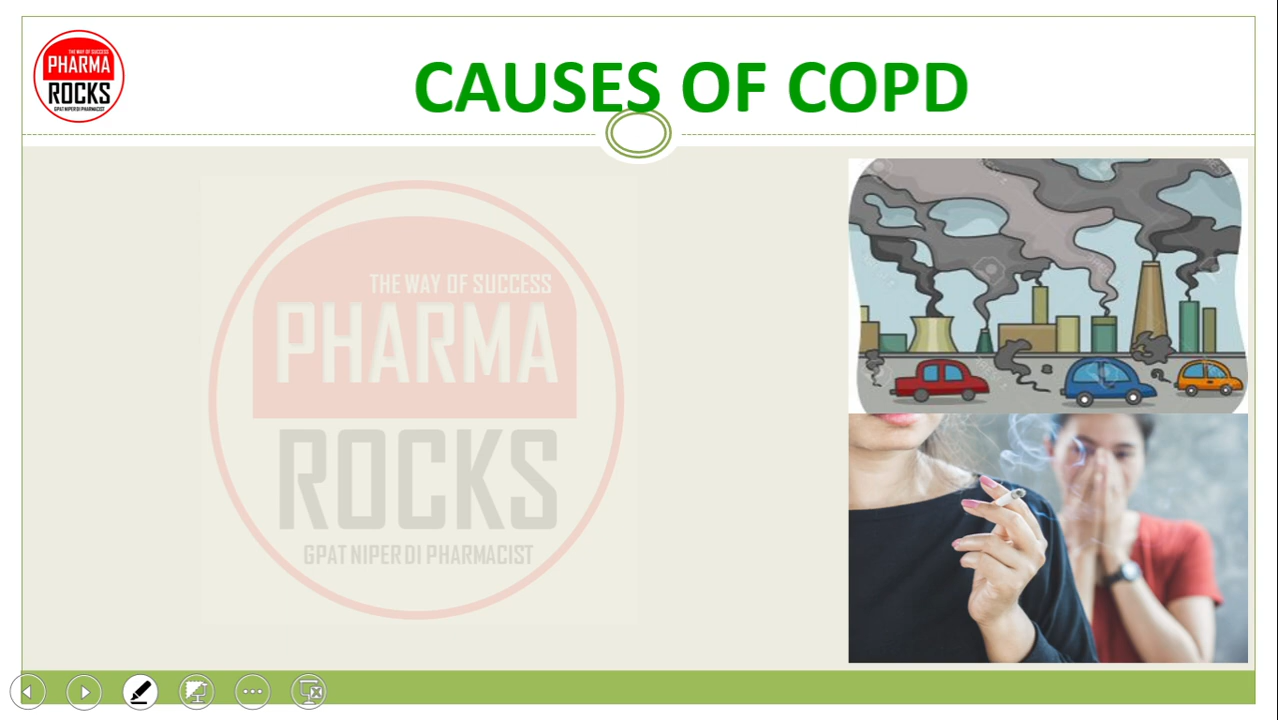 THE WAY OF SUCCESS
PHARMA
ROCKS
GPAT NIPER DI PHARMACIST
CAUSES OF COPD
THE WAY OF SUCCESS
PHARMA
ROCKS
GPAT NIPER DI PHARMACIST